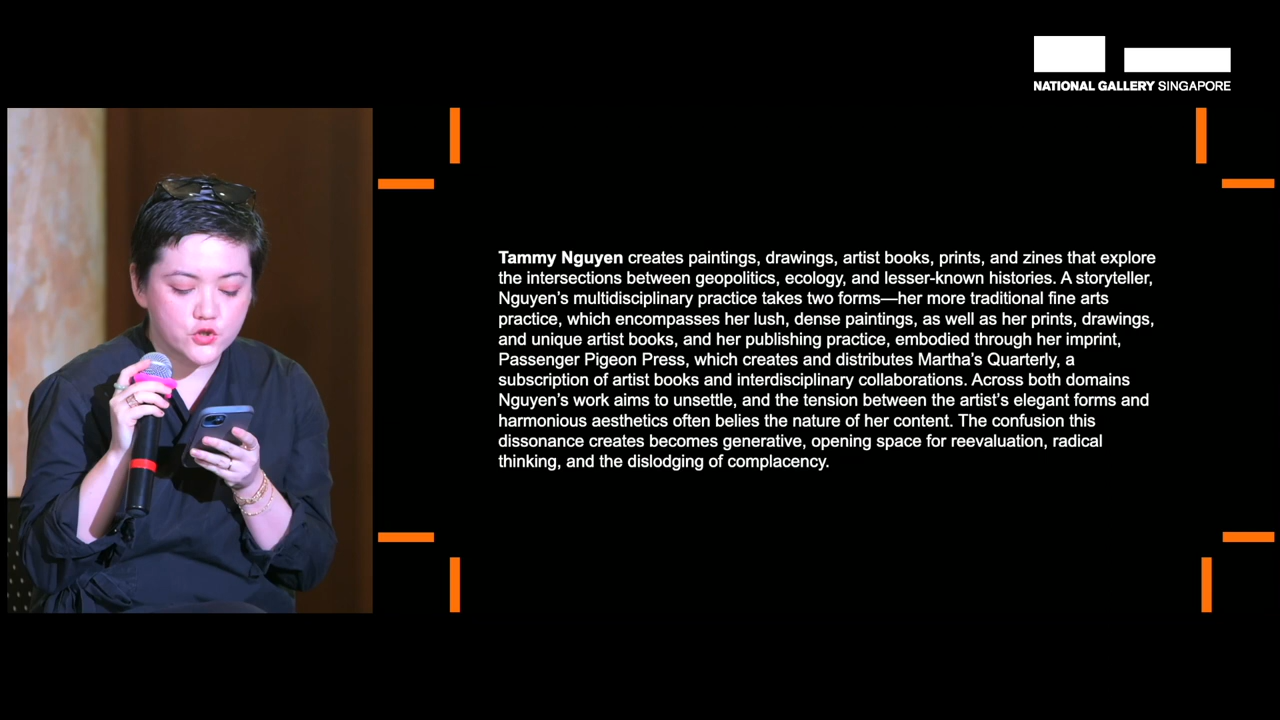 NATIONAL GALLERY SINGAPORE
Tammy Nguyen creates paintings, drawings, artist books, prints, and zines that explore
the intersections between geopolitics, ecology, and lesser-known histories. A storyteller,
Nguyen’s multidisciplinary practice takes two forms—her more traditional fine arts
practice, which encompasses her lush, dense paintings, as well as her prints, drawings,
and unique artist books, and her publishing practice, embodied through her imprint,
Passenger Pigeon Press, which creates and distributes Martha’s Quarterly, a
subscription of artist books and interdisciplinary collaborations. Across both domains
Nguyen’s work aims to unsettle, and the tension between the artist’s elegant forms and
harmonious aesthetics often belies the nature of her content. The confusion this
dissonance creates becomes generative, opening space for reevaluation, radical
thinking, and the dislodging of complacency.